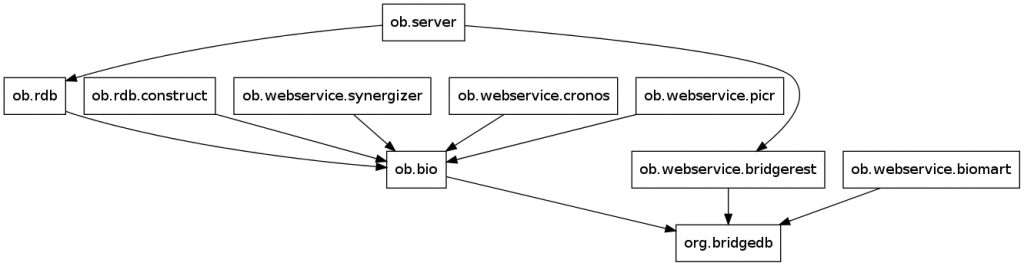 ob.server
ob.rdb
ob.rdb.construct
ob.webservice.synergizer
ob.webservice.cronos
ob.webservice.picr
ob.bio
ob.webservice.bridgerest
ob.webservice.biomart
org.bridgedb